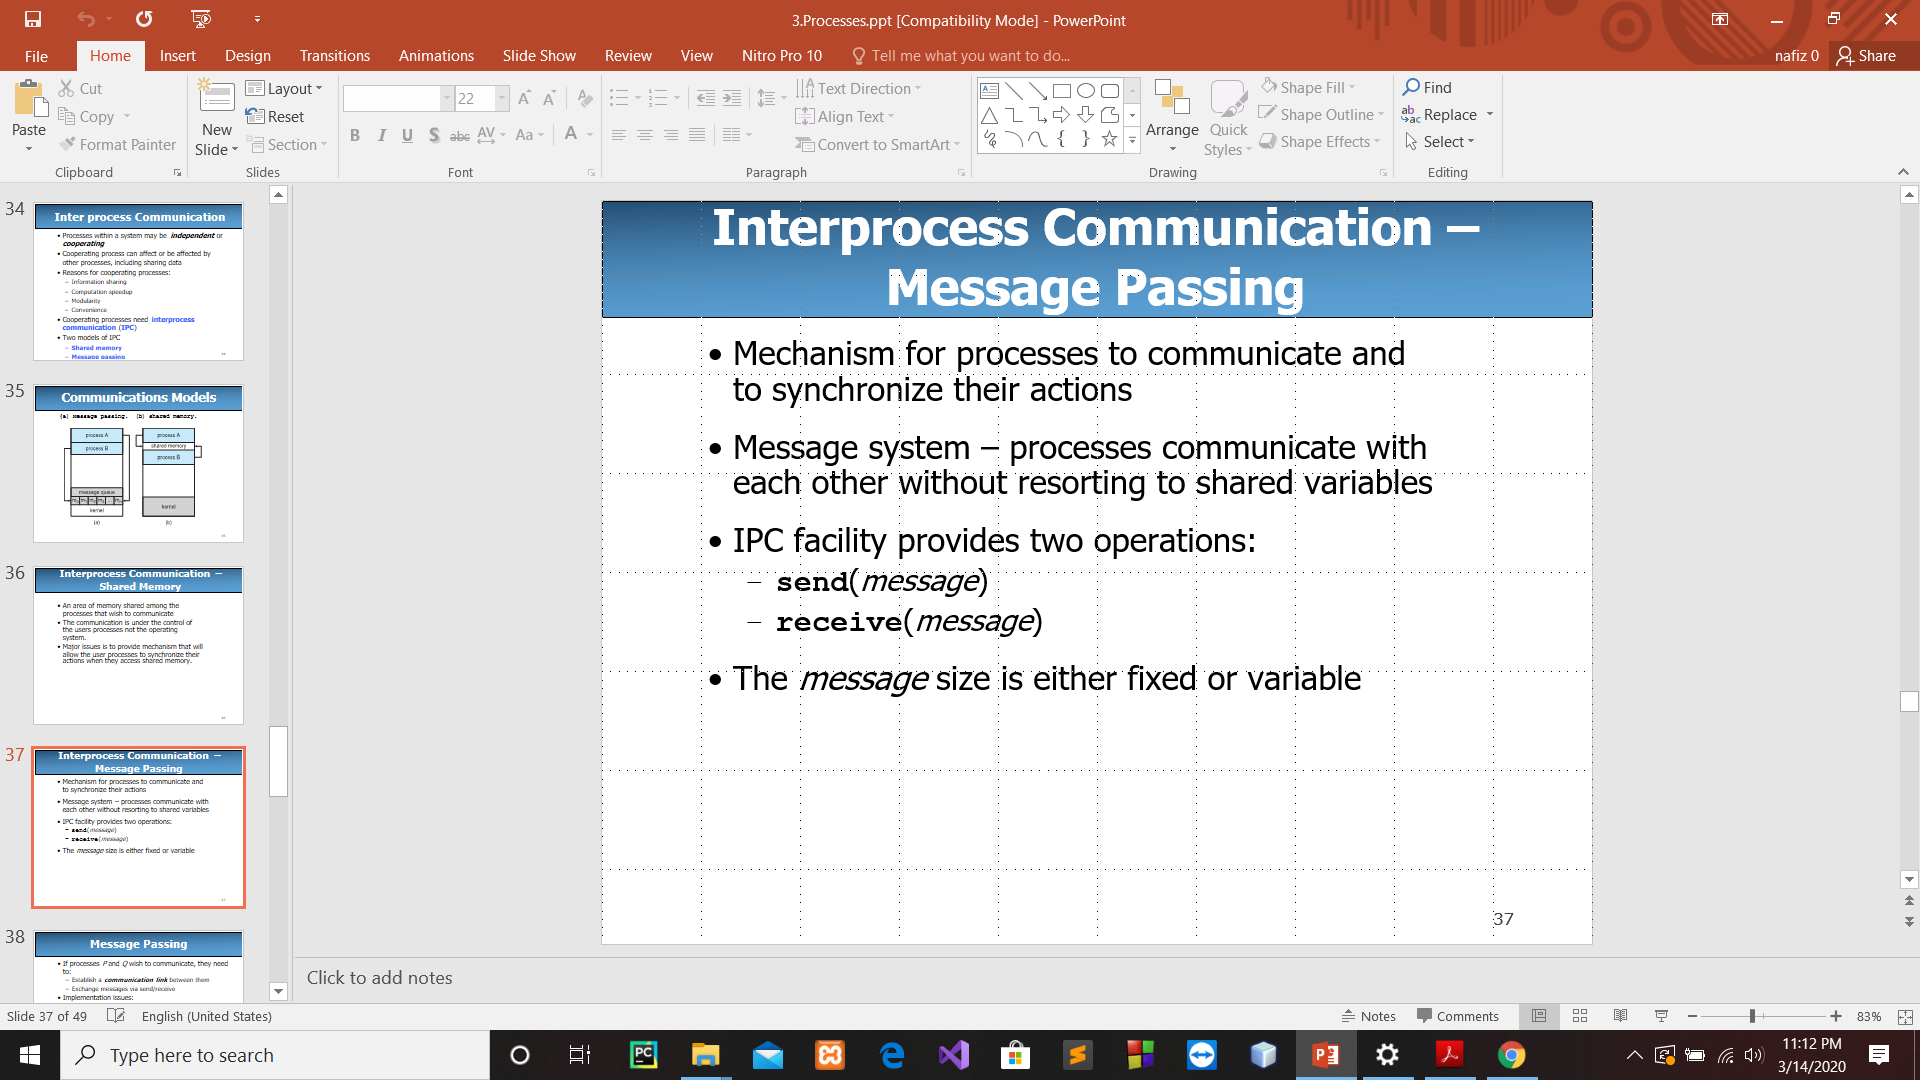 3.Processes.ppt [Compatibility Mode] - PowerPoint
File Home Insert Design Transitions Animations Slide Show Review View Nitro Pro 10 Tell me what you want to do...
nafiz 0 Share
Paste
Cut
Copy
Format Painter
Clipboard
New Slide
Layout
Reset
Section
Slides
22
B I U S abc AV Aa A
Font
Text Direction
Align Text
Convert to SmartArt
Paragraph
Arrange
Quick Styles
Shape Fill
Shape Outline
Shape Effects
Drawing
Find
Replace
Select
Editing
34
Inter process Communication
• Processes within a system may be independent or
cooperating
• Cooperating process can affect or be affected by
other processes, including sharing data
• Reasons for cooperating processes:
– Information sharing
– Computation speedup
– Modularity
– Convenience
• Cooperating processes need interprocess
communication (IPC)
• Two models of IPC
– Shared memory
– Message passing
35
Communications Models
(a) message passing. (b) shared memory.
process A
process B
message queue
kernel
(a)
process A
shared memory
process B
kernel
(b)
36
Interprocess Communication –
Shared Memory
• An area of memory shared among the
processes that wish to communicate
• The communication is under the control of
the users processes not the operating
system.
• Major issues is to provide mechanism that will
allow the user processes to synchronize their
actions when they access shared memory.
37
Interprocess Communication –
Message Passing
• Mechanism for processes to communicate and
to synchronize their actions
• Message system – processes communicate with
each other without resorting to shared variables
• IPC facility provides two operations:
– send(message)
– receive(message)
• The message size is either fixed or variable
38
Message Passing
• If processes P and Q wish to communicate, they need
to:
– Establish a communication link between them
– Exchange messages via send/receive
• Implementation issues:
Interprocess Communication –
Message Passing
• Mechanism for processes to communicate and
to synchronize their actions
• Message system – processes communicate with
each other without resorting to shared variables
• IPC facility provides two operations:
– send(message)
– receive(message)
• The message size is either fixed or variable
37
Click to add notes
Slide 37 of 49 English (United States)
Notes Comments 83%
Type here to search
11:12 PM
3/14/2020